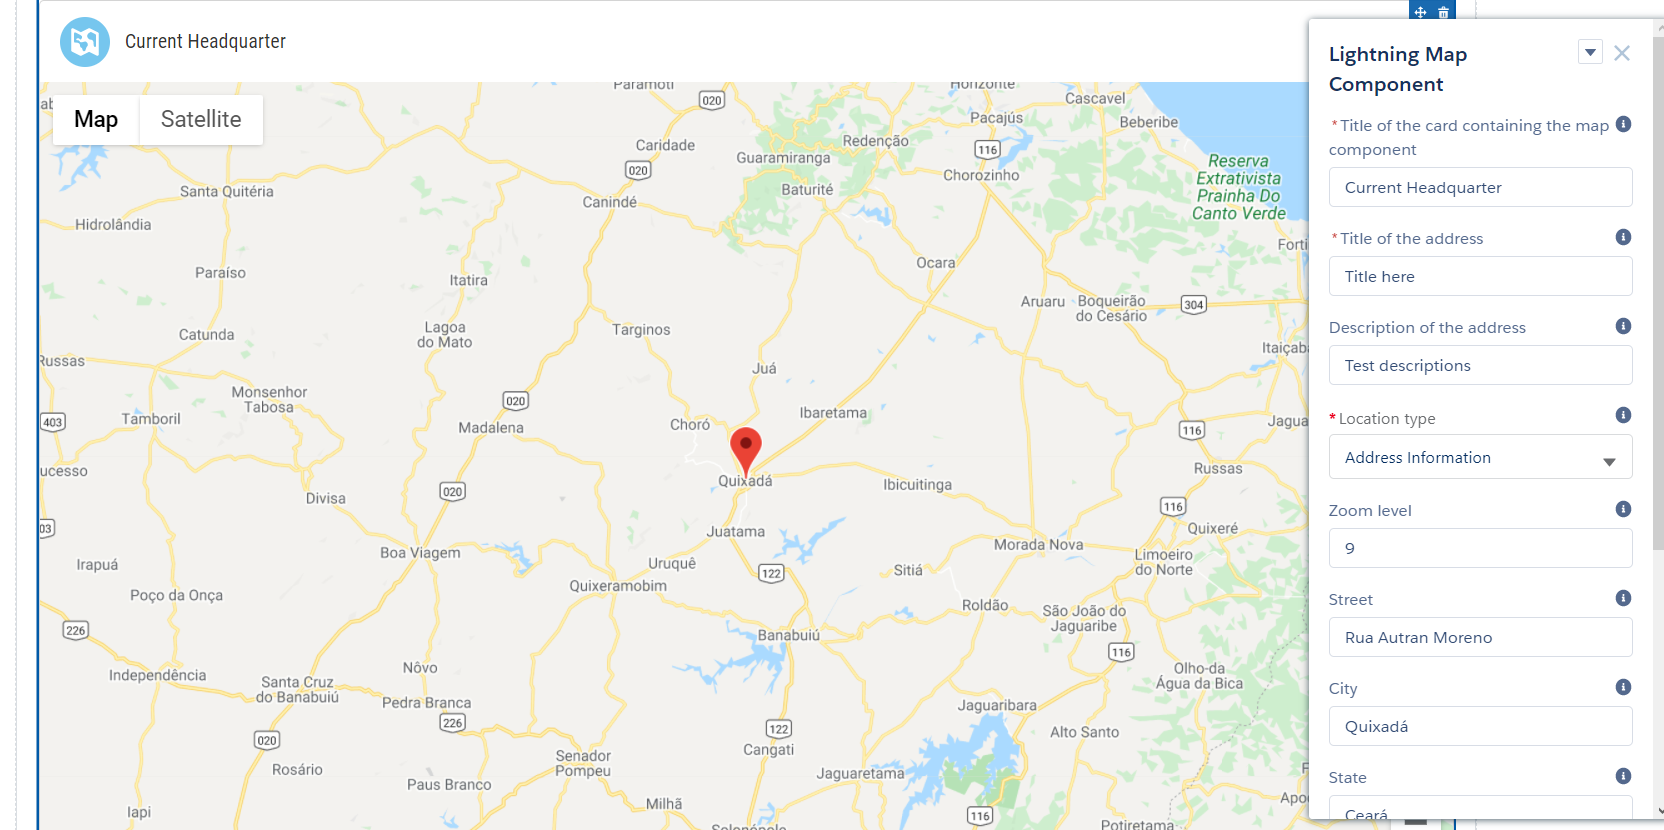 Current Headquarter
Map
Satellite
Paramoti
020
Horizonte
Cascavel
Pacajús
Beberibe
Caridade
Redenção
116
Guaramiranga
020
Chorozinho
Reserva
Extrativista
Prainha Do
Canto Verde
Santa Quitéria
Baturité
Canindé
Hidrolândia
Forti
Paraíso
Itatira
Ocara
Aruaru
Boqueirão
do Cesário
304
Catunda
Lagoa
do Mato
Targinos
Itaiçab
Russas
Juá
Monsenhor
Tabosa
020
403
Tamboril
Madalena
Choró
Ibaretama
116
Jagua
ucesso
Quixadá
Ibicuitinga
Russas
Divisa
020
116
03
Juatama
Quixeré
Boa Viagem
Morada Nova
Limoeiro
do Norte
Irapuá
Uruquê
122
Sitiá
Quixeramobim
Poço da Onça
Roldão
São João do
Jaguaribe
226
Banabuiú
116
Nôvo
Independência
Santa Cruz
do Banabuiú
Olho-da
Água da Bica
Pedra Branca
226
Jaguaribara
122
Alto Santo
020
Cangati
Rosário
Senador
Pompeu
Jaguaretama
Paus Branco
Milhã
Iapi
116
Apo
Solonópole
Potiretama
Lightning Map
Component
*Title of the card containing the map
component
Current Headquarter
*Title of the address
Title here
Description of the address
Test descriptions
*Location type
Address Information
Zoom level
9
Street
Rua Autran Moreno
City
Quixadá
State
Ceará